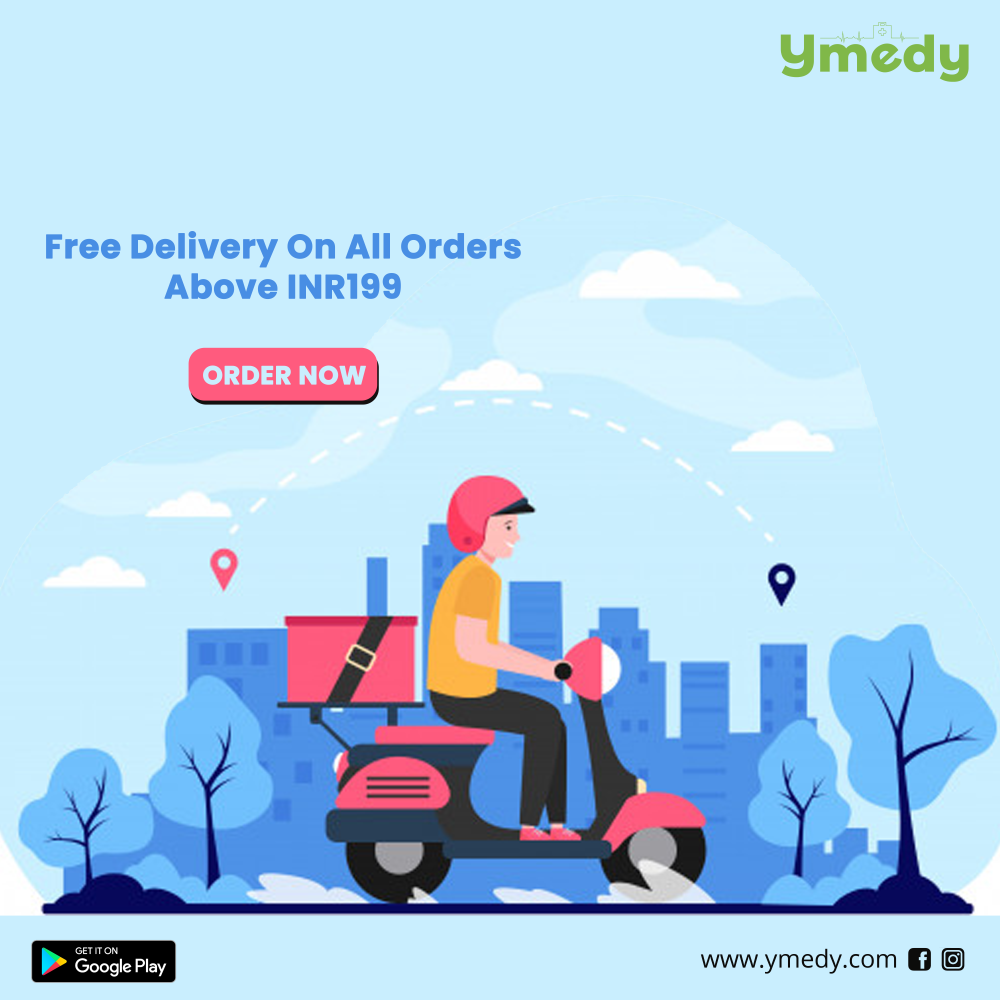 Ymedy
Free Delivery On All Orders
Above INR199
ORDER NOW
GET IT ON
Google Play
www.ymedy.com